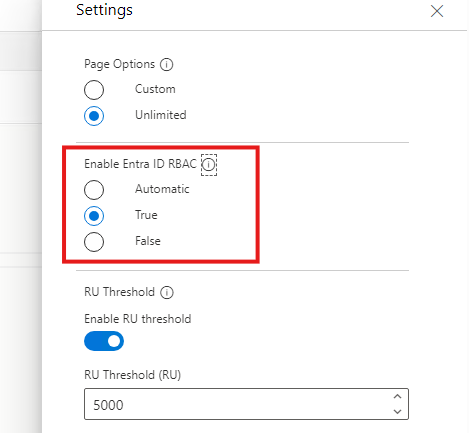 Settings
Page Options
Custom
Unlimited
Enable Entra ID RBAC
Automatic
True
False
RU Threshold
Enable RU threshold
RU Threshold (RU)
5000